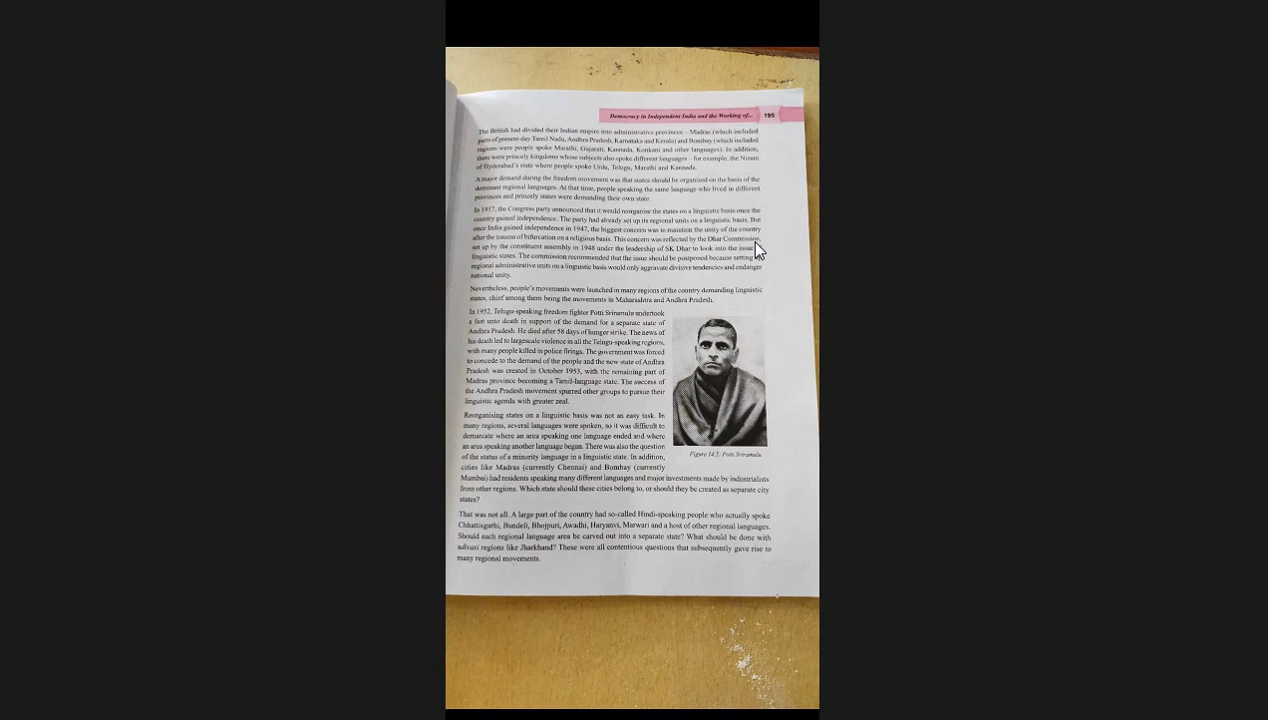 Democracy in Independent India and the Working of... 195
The British had divided their Indian empire into administrative provinces – Madras (which included
parts of present-day Tamil Nadu, Andhra Pradesh, Karnataka and Kerala) and Bombay (which included
regions were people spoke Marathi, Gujarati, Kannada, Konkani and other languages). In addition,
there were princely kingdoms whose subjects also spoke different languages – for example, the Nizam
of Hyderabad's state where people spoke Urdu, Telugu, Marathi and Kannada.
A major demand during the freedom movement was that states should be organised on the basis of the
dominant regional languages. At that time, people speaking the same language who lived in different
provinces and princely states were demanding their own state.
In 1917, the Congress party announced that it would reorganise the states on a linguistic basis once the
country gained independence. The party had already set up its regional units on a linguistic basis. But
once India gained independence in 1947, the biggest concern was to maintain the unity of the country
after the trauma of bifurcation on a religious basis. This concern was reflected by the Dhar Commission,
set up by the constituent assembly in 1948 under the leadership of SK Dhar to look into the issue
linguistic states. The commission recommended that the issue should be postponed because setting
regional administrative units on a linguistic basis would only aggravate divisive tendencies and endanger
national unity.
Nevertheless, people's movements were launched in many regions of the country demanding linguistic
states, chief among them being the movements in Maharashtra and Andhra Pradesh.
In 1952, Telugu-speaking freedom fighter Potti Sriramulu undertook
a fast unto death in support of the demand for a separate state of
Andhra Pradesh. He died after 58 days of hunger strike. The news of
his death led to largescale violence in all the Telugu-speaking regions,
with many people killed in police firings. The government was forced
to concede to the demand of the people and the new state of Andhra
Pradesh was created in October 1953, with the remaining part of
Madras province becoming a Tamil-language state. The success of
the Andhra Pradesh movement spurred other groups to pursue their
linguistic agenda with greater zeal.
Figure 14.5: Potti Sriramulu
Reorganising states on a linguistic basis was not an easy task. In
many regions, several languages were spoken, so it was difficult to
demarcate where an area speaking one language ended and where
an area speaking another language began. There was also the question
of the status of a minority language in a linguistic state. In addition,
cities like Madras (currently Chennai) and Bombay (currently
Mumbai) had residents speaking many different languages and major investments made by industrialists
from other regions. Which state should these cities belong to, or should they be created as separate city
states?
That was not all. A large part of the country had so-called Hindi-speaking people who actually spoke
Chhattisgarhi, Bundeli, Bhojpuri, Awadhi, Haryanvi, Marwari and a host of other regional languages.
Should each regional language area be carved out into a separate state? What should be done with
adivasi regions like Jharkhand? These were all contentious questions that subsequently gave rise to
many regional movements.